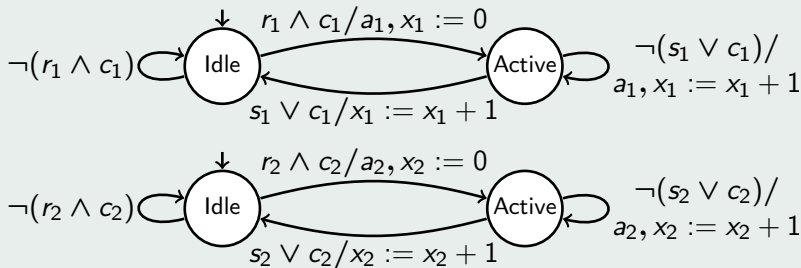 r₁ ∧ c₁/a₁, x₁ := 0
¬(r₁ ∧ c₁)
Idle
Active
¬(s₁ ∨ c₁)/
a₁, x₁ := x₁ + 1
s₁ ∨ c₁/x₁ := x₁ + 1
r₂ ∧ c₂/a₂, x₂ := 0
¬(r₂ ∧ c₂)
Idle
Active
¬(s₂ ∨ c₂)/
a₂, x₂ := x₂ + 1
s₂ ∨ c₂/x₂ := x₂ + 1